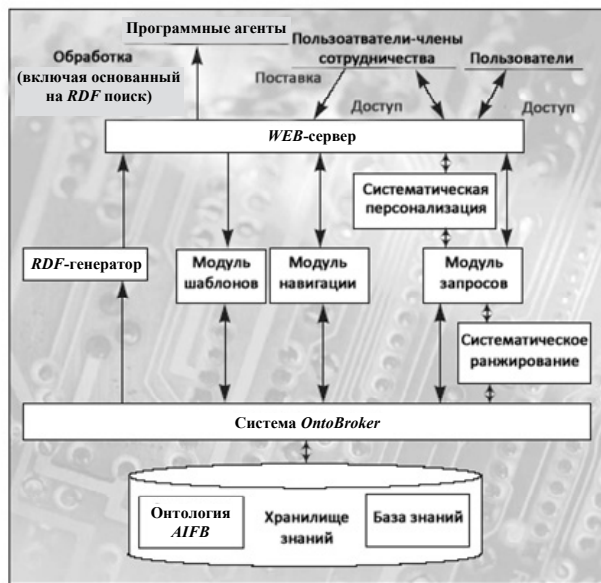 Программные агенты
Обработка
(включая основанный
на RDF поиск)
Пользоатватели-члены
сотрудничества
Пользователи
Поставка
Доступ
Доступ
WEB-сервер
Систематическая
персонализация
RDF-генератор
Модуль
шаблонов
Модуль
навигации
Модуль
запросов
Систематическое
ранжирование
Система OntoBroker
Онтология
AIFB
Хранилище
знаний
База знаний